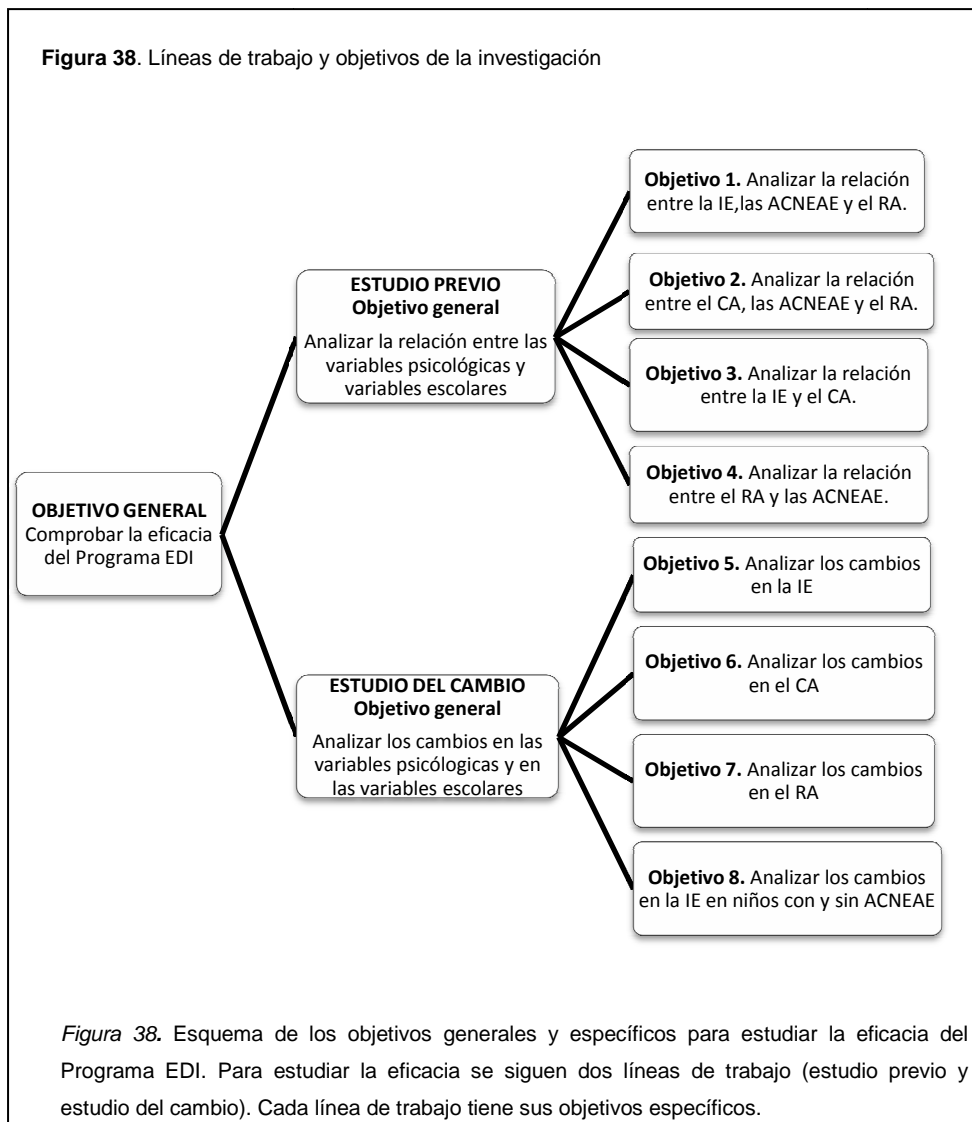 Figura 38. Líneas de trabajo y objetivos de la investigación
OBJETIVO GENERAL
Comprobar la eficacia
del Programa EDI
ESTUDIO PREVIO
Objetivo general
Analizar la relación entre las
variables psicológicas y
variables escolares
Objetivo 1. Analizar la relación
entre la IE,las ACNEAE y el RA.
Objetivo 2. Analizar la relación
entre el CA, las ACNEAE y el RA.
Objetivo 3. Analizar la relación
entre la IE y el CA.
Objetivo 4. Analizar la relación
entre el RA y las ACNEAE.
ESTUDIO DEL CAMBIO
Objetivo general
Analizar los cambios en las
variables psicólogicas y en
las variables escolares
Objetivo 5. Analizar los cambios
en la IE
Objetivo 6. Analizar los cambios
en el CA
Objetivo 7. Analizar los cambios
en el RA
Objetivo 8. Analizar los cambios
en la IE en niños con y sin ACNEAE
Figura 38. Esquema de los objetivos generales y específicos para estudiar la eficacia del
Programa EDI. Para estudiar la eficacia se siguen dos líneas de trabajo (estudio previo y
estudio del cambio). Cada línea de trabajo tiene sus objetivos específicos.